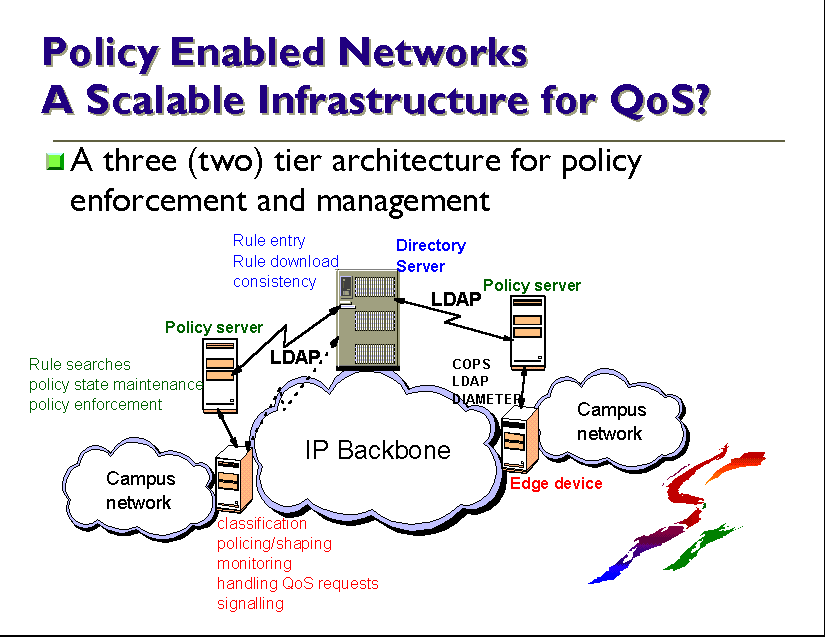 Policy Enabled Networks
A Scalable Infrastructure for QoS?
A three (two) tier architecture for policy
enforcement and management
Rule entry
Rule download
consistency
Directory
Server
Policy server
LDAP
Policy server
LDAP
Rule searches
policy state maintenance
policy enforcement
COPS
LDAP
DIAMETER
Campus
network
IP Backbone
Campus
network
Edge device
classification
policing/shaping
monitoring
handling QoS requests
signalling